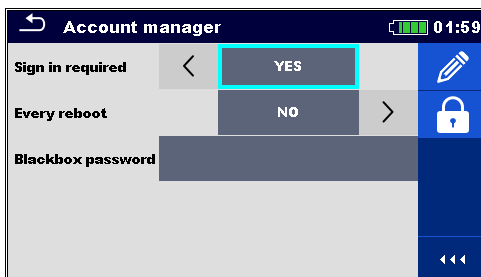 Account manager 01:59
Sign in required YES
Every reboot NO
Blackbox password